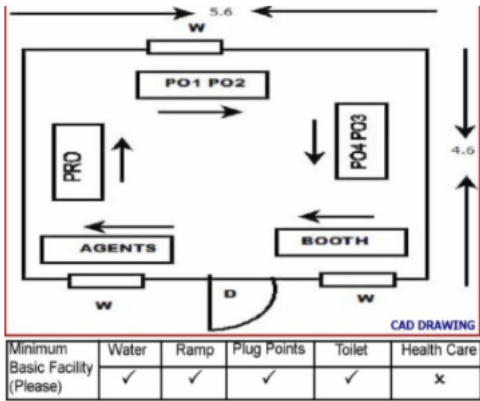 5.6
W
PO1 PO2
PRO
PO4 PO3
4.6
AGENTS
BOOTH
W
D
W
CAD DRAWING
Minimum Basic Facility (Please)
Water
Ramp
Plug Points
Toilet
Health Care
✓ ✓ ✓ ✓ x